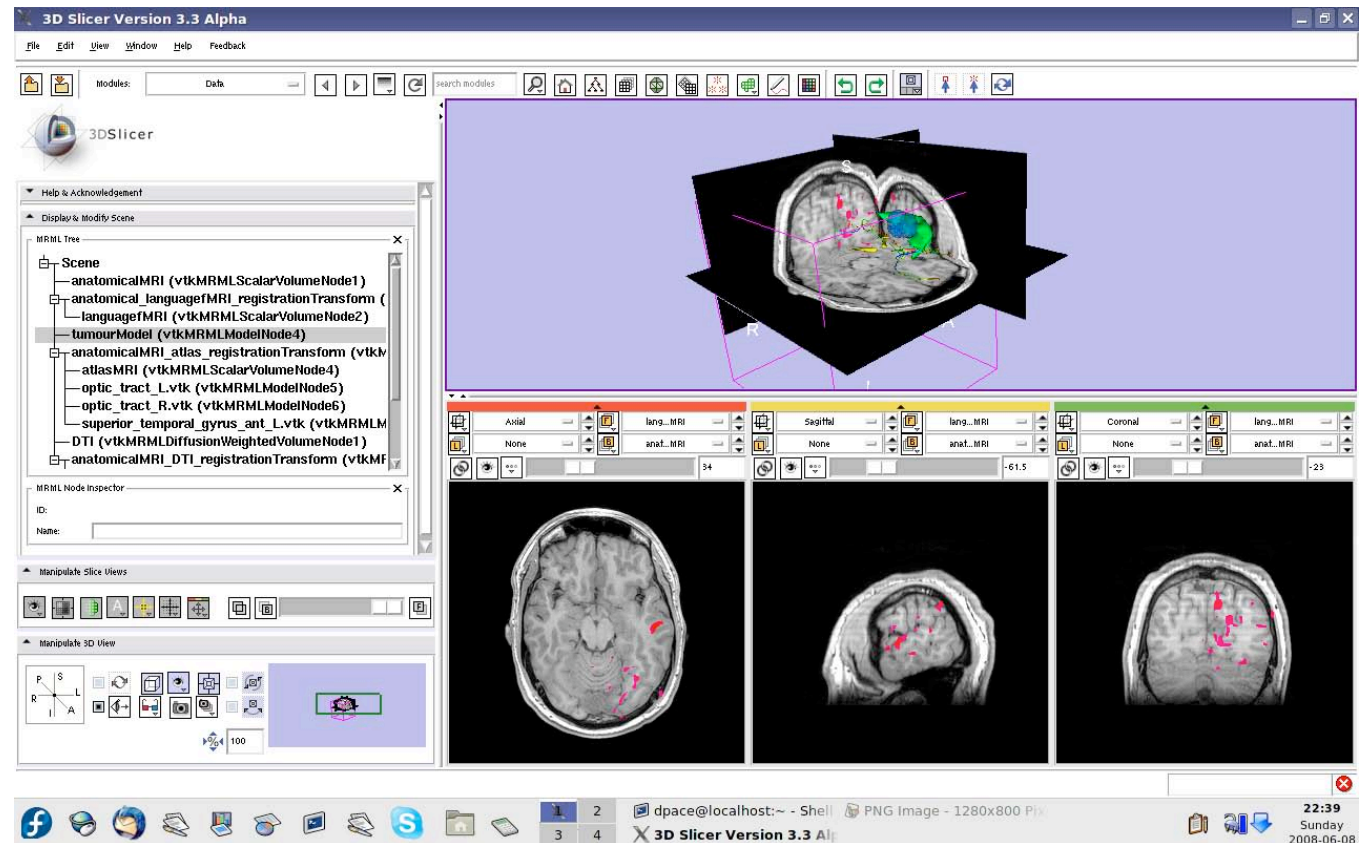 3D Slicer Version 3.3 Alpha
File Edit View Window Help Feedback
Modules: Data search modules
3DSlicer
Help & Acknowledgement
Display & Modify Scene
MRML Tree
Scene
anatomicalMRI (vtkMRMLScalarVolumeNode1)
anatomical_languagefMRI_registrationTransform (
languagefMRI (vtkMRMLScalarVolumeNode2)
tumourModel (vtkMRMLModelNode4)
anatomicalMRI_atlas_registrationTransform (vtkM
atlasMRI (vtkMRMLScalarVolumeNode4)
optic_tract_L.vtk (vtkMRMLModelNode5)
optic_tract_R.vtk (vtkMRMLModelNode6)
superior_temporal_gyrus_ant_L.vtk (vtkMRMLM
DTI (vtkMRMLDiffusionWeightedVolumeNode1)
anatomicalMRI_DTI_registrationTransform (vtkMF
MRML Node Inspector
ID:
Name:
Manipulate Slice Views
Manipulate 3D View
P S L R I A
% 100
S
R A
Axial lang...MRI
None anat...MRI
34
Sagittal lang...MRI
None anat...MRI
-61.5
Coronal lang...MRI
None anat...MRI
-23
1 2
3 4
dpace@localhost:~ - Shell
PNG Image - 1280x800 Pix
3D Slicer Version 3.3 Alp
22:39
Sunday
2008-06-08